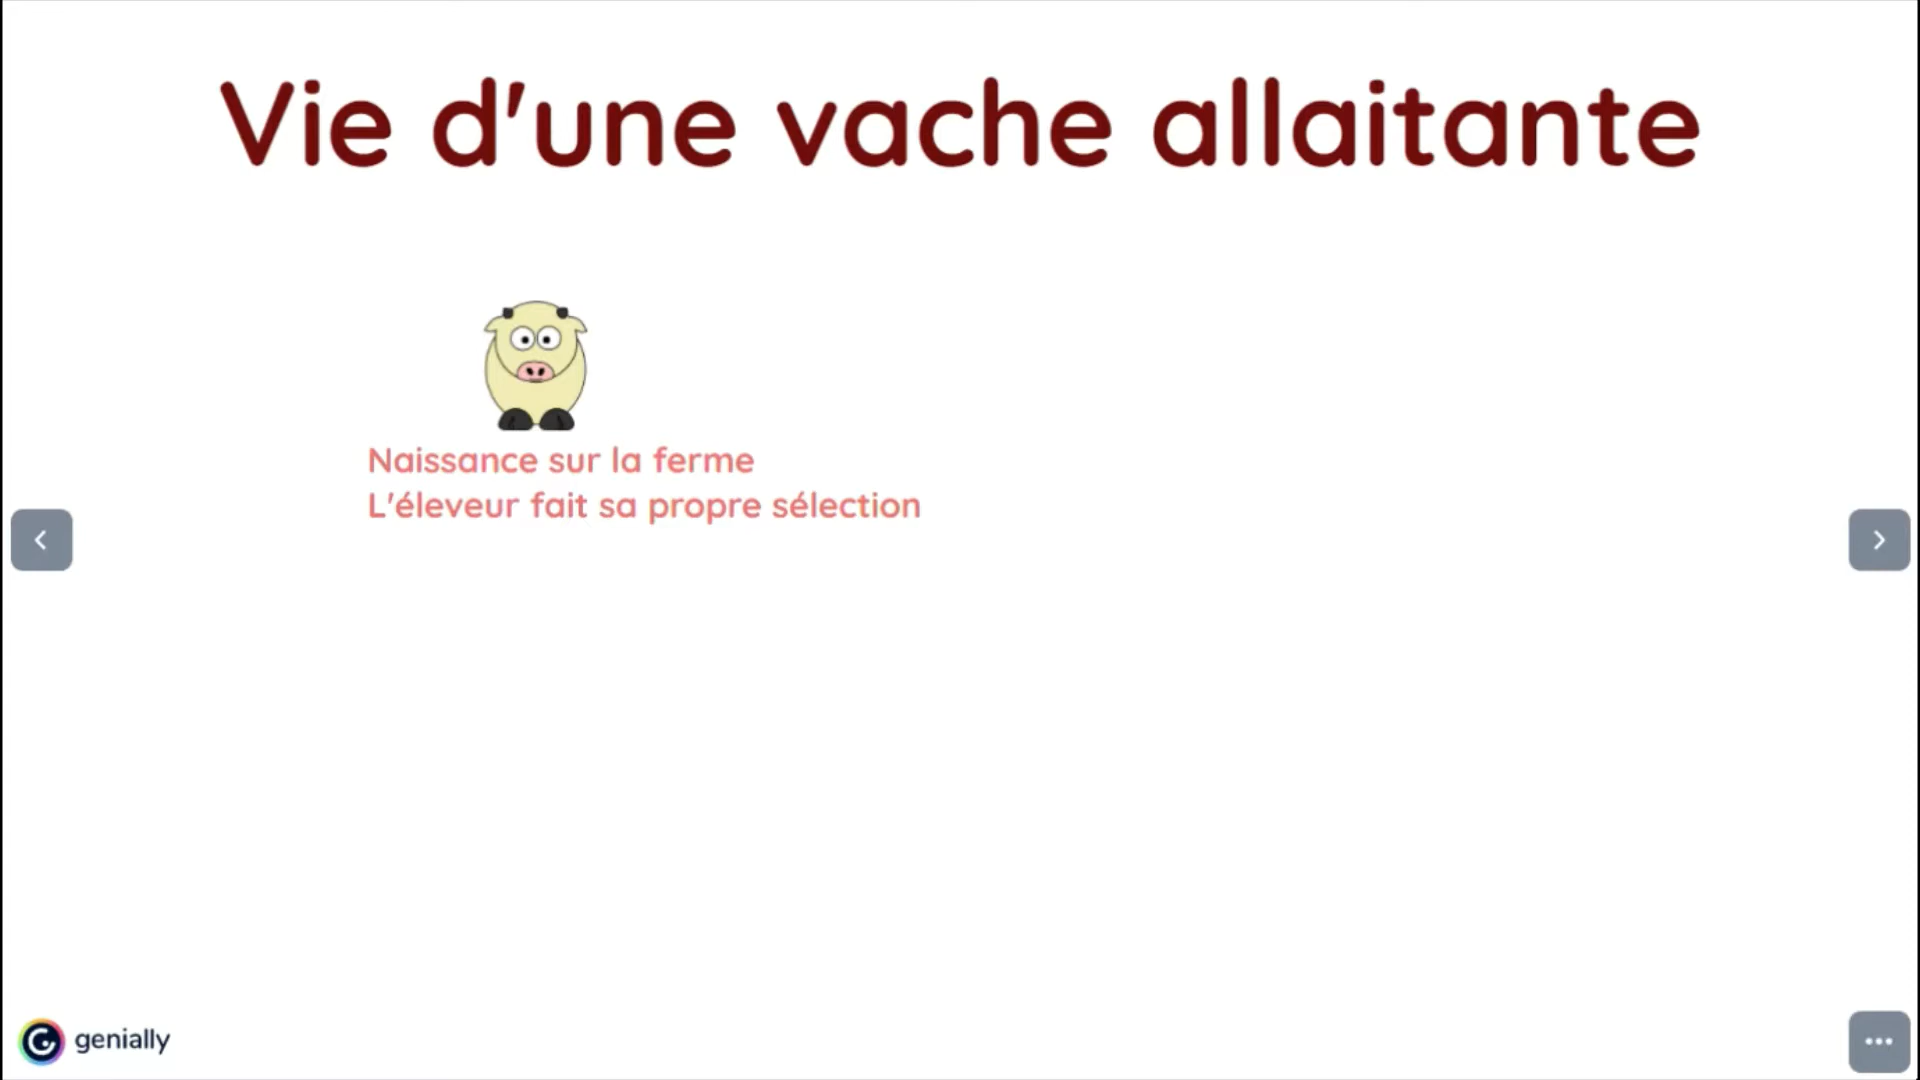 Vie d'une vache allaitante
Naissance sur la ferme
L'éleveur fait sa propre sélection
genially